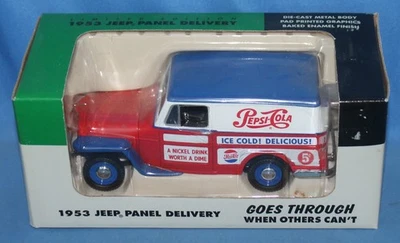 1953 JEEP PANEL DELIVERY
DIE-CAST METAL BODY
PAD PRINTED GRAPHICS
BAKED ENAMEL FINISH
PEPSI-COLA
ICE COLD! DELICIOUS!
A NICKEL DRINK
WORTH A DIME
5¢
1953 JEEP PANEL DELIVERY
GOES THROUGH
WHEN OTHERS CAN'T